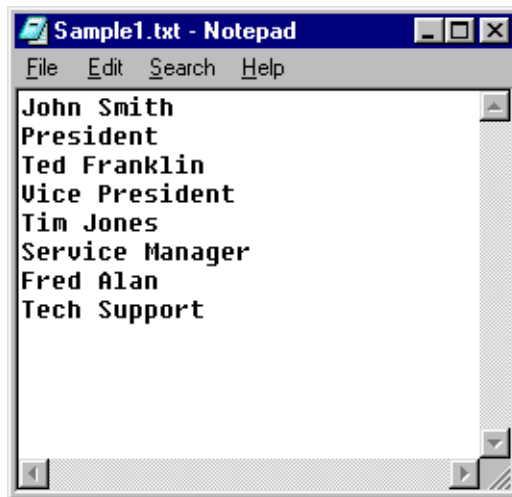 Sample1.txt - Notepad
File Edit Search Help
John Smith
President
Ted Franklin
Vice President
Tim Jones
Service Manager
Fred Alan
Tech Support